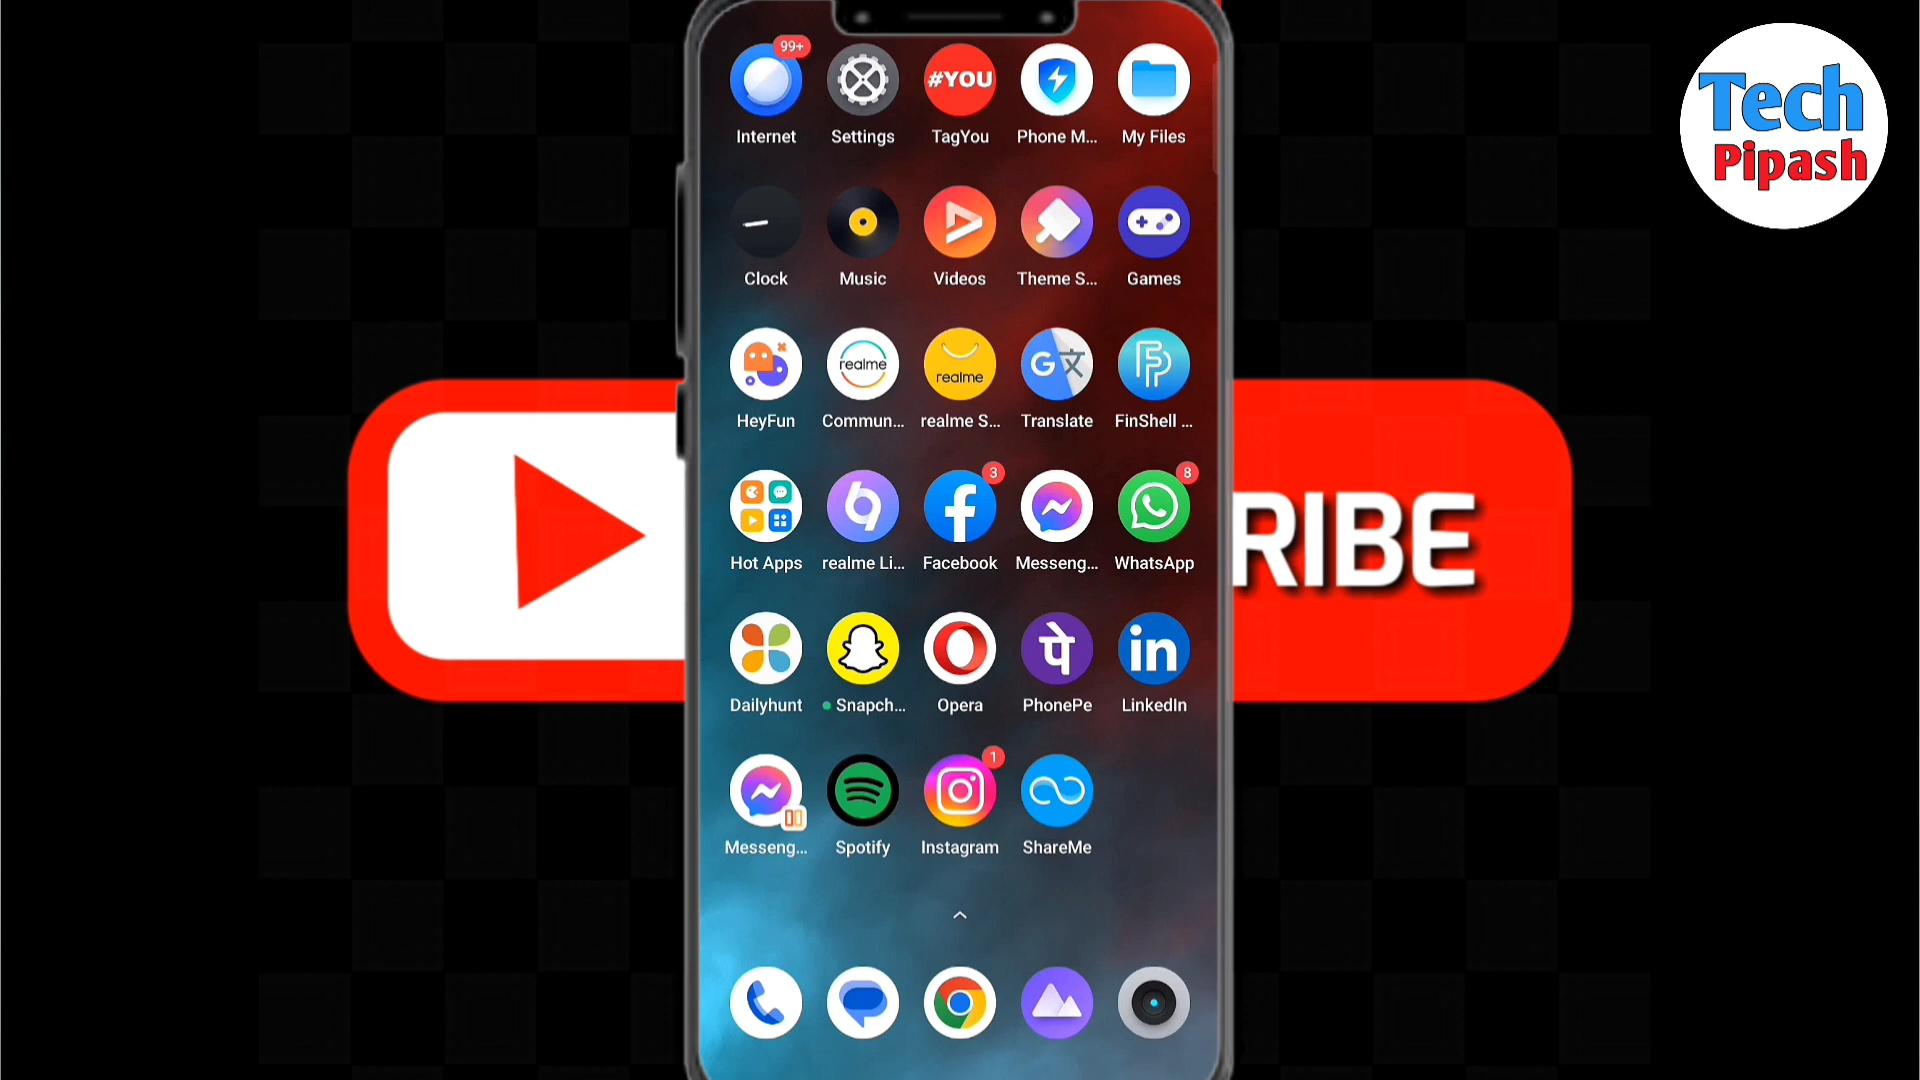 Tech
Pipash
99+
#YOU
Internet Settings TagYou Phone M... My Files
Clock Music Videos Theme S... Games
realme realme G 文 
HeyFun Commun... realme S... Translate FinShell ...
3 8
Hot Apps realme Li... Facebook Messeng... WhatsApp
RIBE
पे in
Dailyhunt Snapch... Opera PhonePe LinkedIn
1
Messeng... Spotify Instagram ShareMe